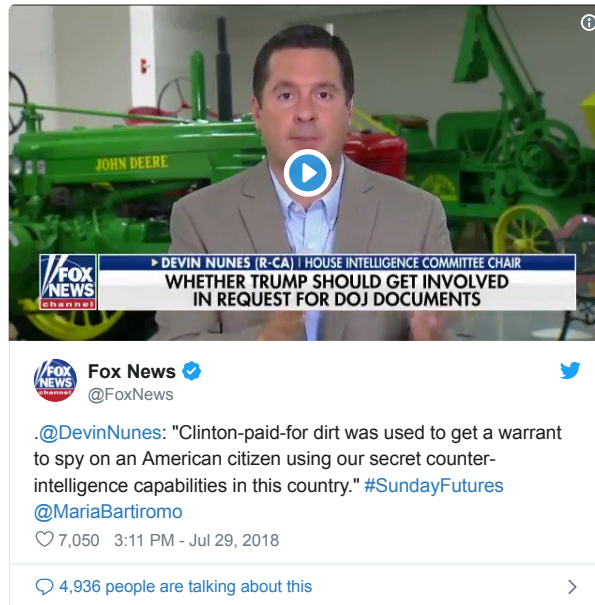 JOHN DEERE
FOX
NEWS
channel
DEVIN NUNES (R-CA) | HOUSE INTELLIGENCE COMMITTEE CHAIR
WHETHER TRUMP SHOULD GET INVOLVED
IN REQUEST FOR DOJ DOCUMENTS
FOX
NEWS
channel
Fox News
@FoxNews
.@DevinNunes: "Clinton-paid-for dirt was used to get a warrant
to spy on an American citizen using our secret counter-
intelligence capabilities in this country." #SundayFutures
@MariaBartiromo
7,050 3:11 PM - Jul 29, 2018
4,936 people are talking about this